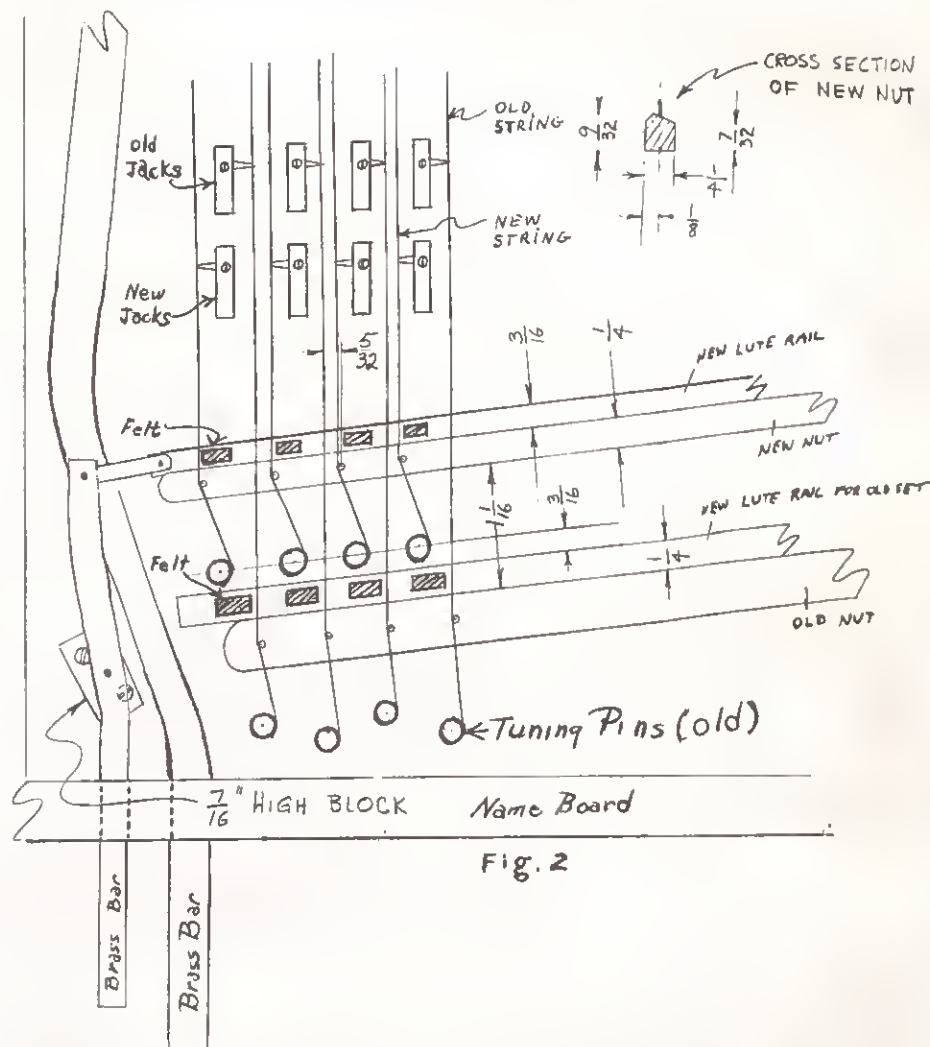 CROSS SECTION
OF NEW NUT
OLD
STRING
9/32
7/32
1/4
1/8
Old
Jacks
NEW
STRING
New
Jacks
5/32
3/16
1/4
NEW LUTE RAIL
Felt
NEW NUT
1 1/16
3/16
NEW LUTE RAIL FOR OLD SET
1/4
Felt
OLD NUT
Tuning Pins (old)
7/16" HIGH BLOCK
Name Board
Fig. 2
Brass Bar
Brass Bar